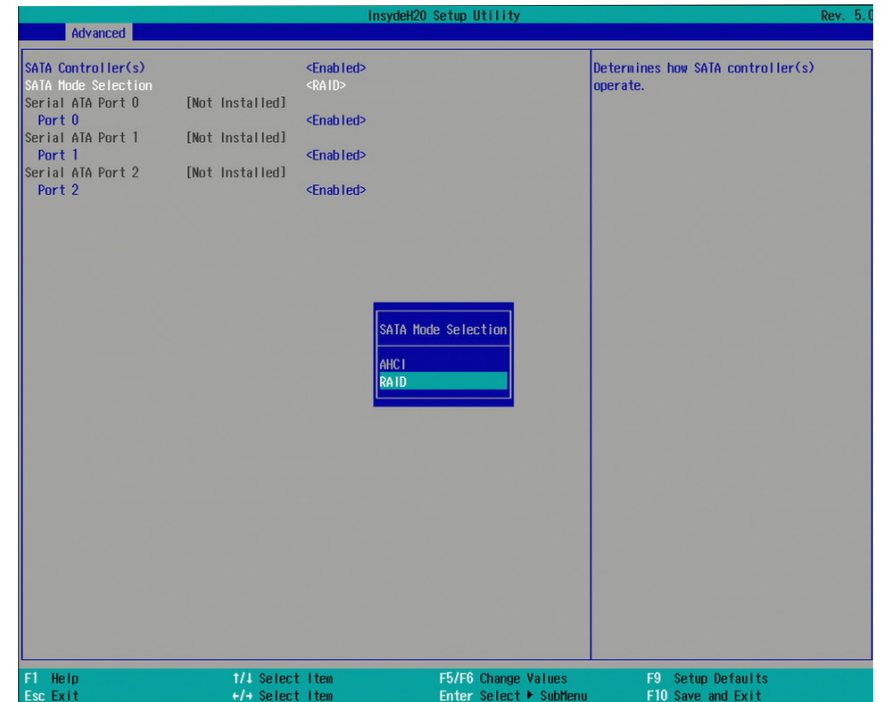 InsydeH20 Setup Utility Rev. 5.0
Advanced
SATA Controller(s) <Enabled>
SATA Mode Selection <RAID>
Serial ATA Port 0 [Not Installed]
Port 0 <Enabled>
Serial ATA Port 1 [Not Installed]
Port 1 <Enabled>
Serial ATA Port 2 [Not Installed]
Port 2 <Enabled>
Determines how SATA controller(s)
operate.
SATA Mode Selection
AHCI
RAID
F1 Help ↑/↓ Select Item F5/F6 Change Values F9 Setup Defaults
Esc Exit ←/→ Select Item Enter Select ▶ SubMenu F10 Save and Exit